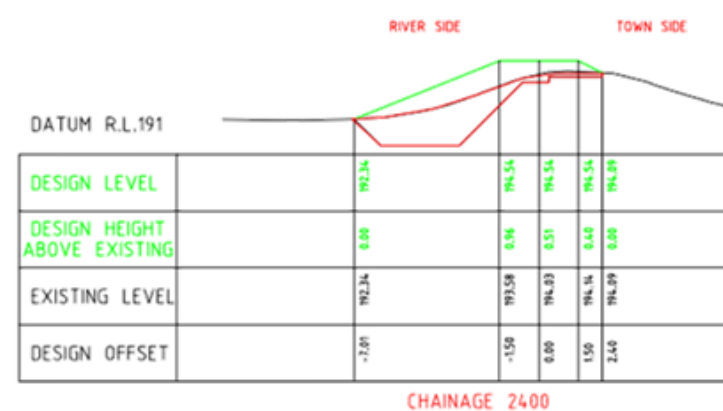 RIVER SIDE TOWN SIDE
DATUM R.L.191
DESIGN LEVEL 192.34 194.54 194.54 194.54 194.09
DESIGN HEIGHT
ABOVE EXISTING 0.00 0.96 0.51 0.40 0.00
EXISTING LEVEL 192.34 193.58 194.03 194.14 194.09
DESIGN OFFSET -7.01 -1.50 0.00 1.50 2.40
CHAINAGE 2400